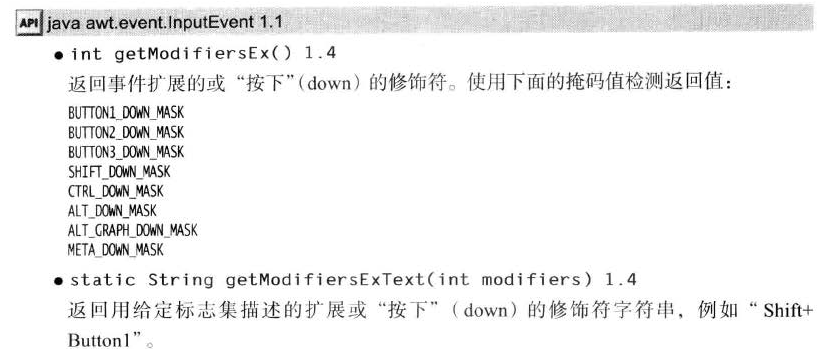 API java awt.event.InputEvent 1.1
● int getModifiersEx() 1.4
返回事件扩展的或“按下”(down）的修饰符。使用下面的掩码值检测返回值：
BUTTON1_DOWN_MASK
BUTTON2_DOWN_MASK
BUTTON3_DOWN_MASK
SHIFT_DOWN_MASK
CTRL_DOWN_MASK
ALT_DOWN_MASK
ALT_GRAPH_DOWN_MASK
META_DOWN_MASK
● static String getModifiersExText(int modifiers) 1.4
返回用给定标志集描述的扩展或“按下”（down）的修饰符字符串，例如“Shift+
Button1”。